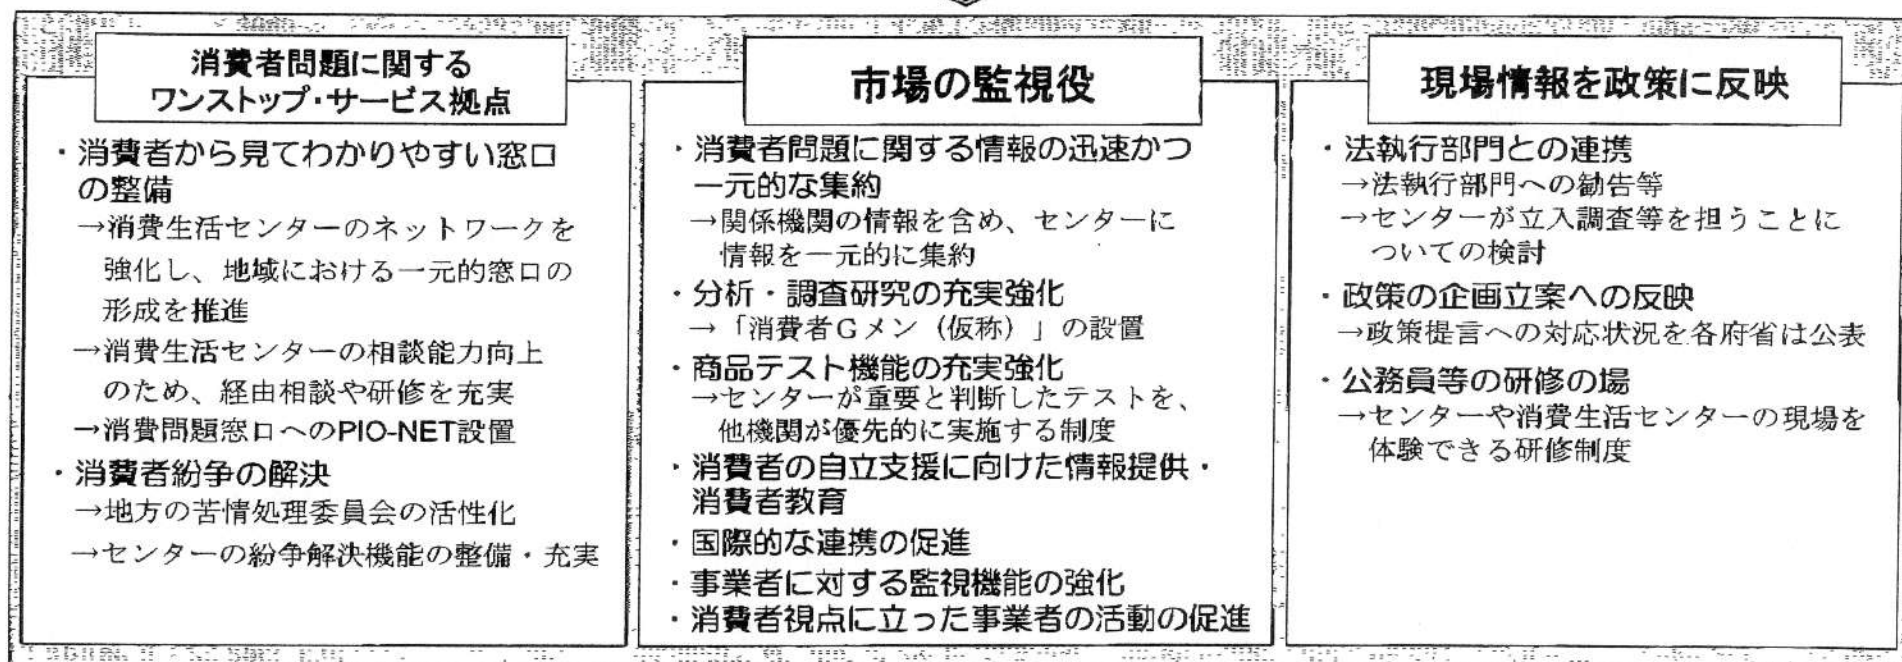 消費者問題に関する
ワンストップ・サービス拠点
・消費者から見てわかりやすい窓口
の整備
→消費生活センターのネットワークを
強化し、地域における一元的窓口の
形成を推進
→消費生活センターの相談能力向上
のため、経由相談や研修を充実
→消費問題窓口へのPIO-NET設置
・消費者紛争の解決
→地方の苦情処理委員会の活性化
→センターの紛争解決機能の整備・充実
市場の監視役
・消費者問題に関する情報の迅速かつ
一元的な集約
→関係機関の情報を含め、センターに
情報を一元的に集約
・分析・調査研究の充実強化
→「消費者Gメン（仮称）」の設置
・商品テスト機能の充実強化
→センターが重要と判断したテストを、
他機関が優先的に実施する制度
・消費者の自立支援に向けた情報提供・
消費者教育
・国際的な連携の促進
・事業者に対する監視機能の強化
・消費者視点に立った事業者の活動の促進
現場情報を政策に反映
・法執行部門との連携
→法執行部門への勧告等
→センターが立入調査等を担うことに
ついての検討
・政策の企画立案への反映
→政策提言への対応状況を各府省は公表
・公務員等の研修の場
→センターや消費生活センターの現場を
体験できる研修制度